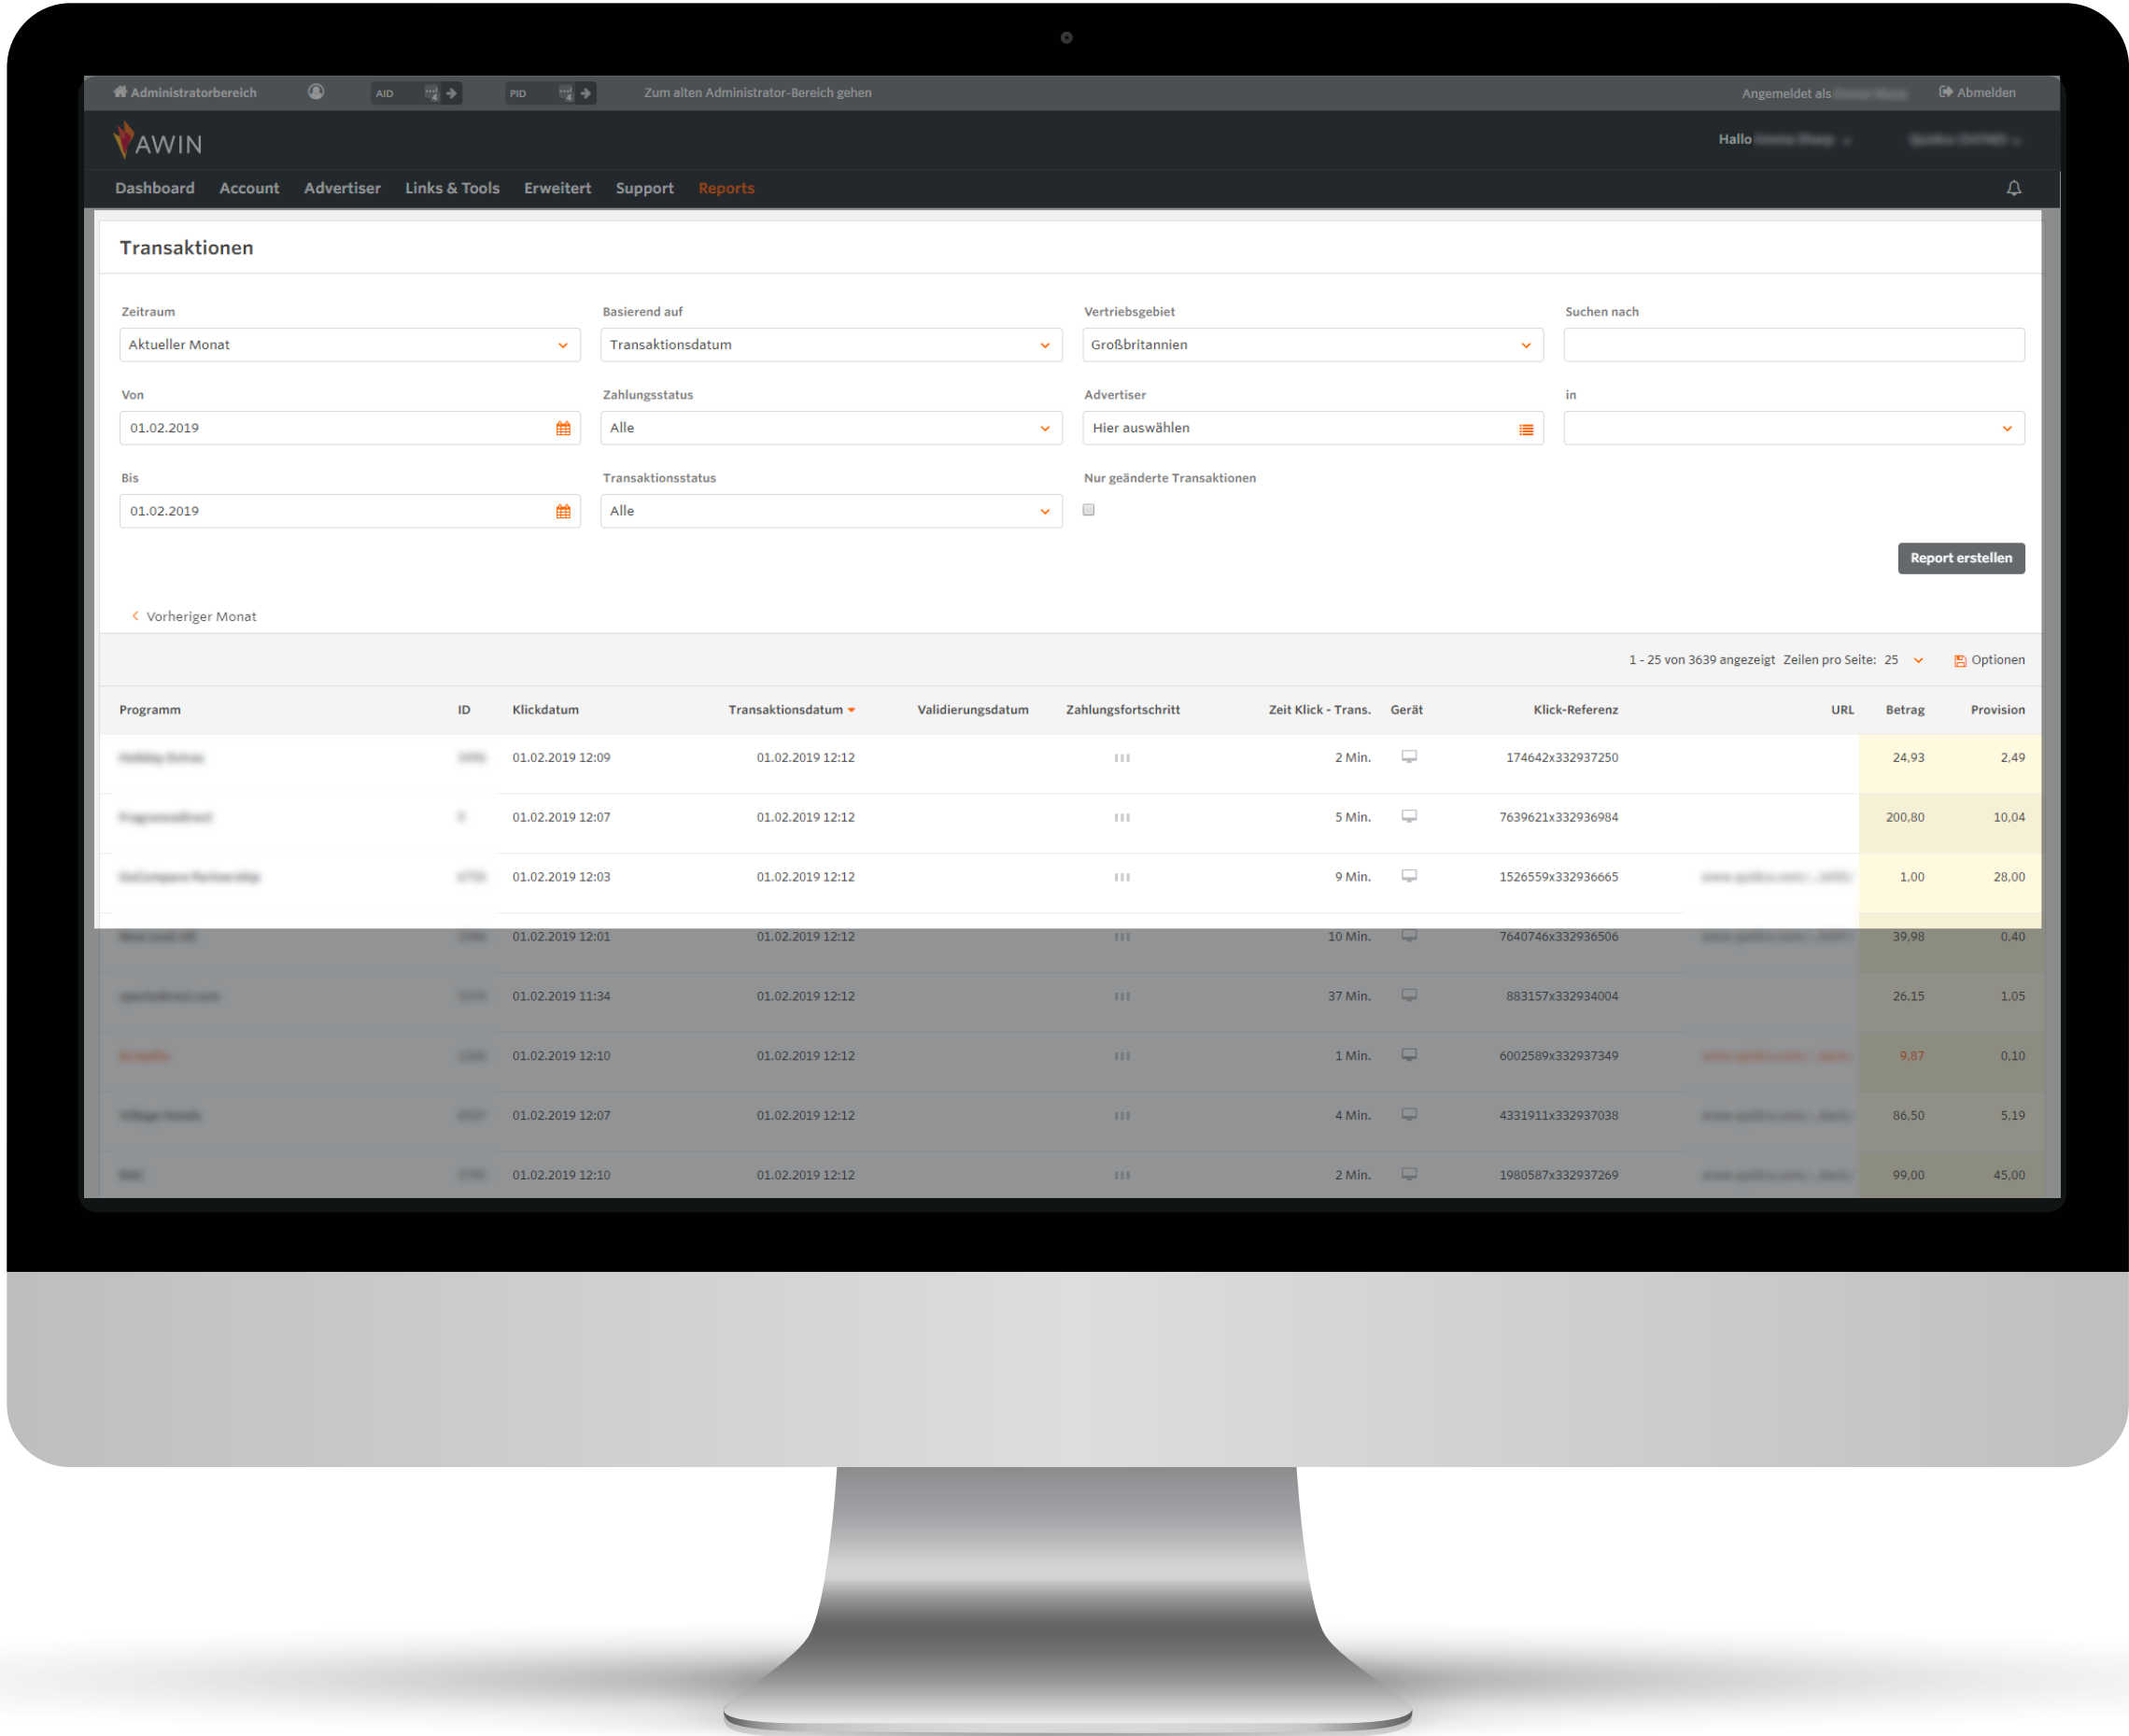 Administratorbereich AID PID Zum alten Administrator-Bereich gehen Angemeldet als Abmelden
AWIN Hallo
Dashboard Account Advertiser Links & Tools Erweitert Support Reports
Transaktionen
Zeitraum Basierend auf Vertriebsgebiet Suchen nach
Aktueller Monat Transaktionsdatum Großbritannien
Von Zahlungsstatus Advertiser in
01.02.2019 Alle Hier auswählen
Bis Transaktionsstatus Nur geänderte Transaktionen
01.02.2019 Alle
Report erstellen
Vorheriger Monat
1 - 25 von 3639 angezeigt Zeilen pro Seite: 25 Optionen
Programm ID Klickdatum Transaktionsdatum Validierungsdatum Zahlungsfortschritt Zeit Klick - Trans. Gerät Klick-Referenz URL Betrag Provision
01.02.2019 12:09 01.02.2019 12:12 2 Min. 174642x332937250 24,93 2,49
01.02.2019 12:07 01.02.2019 12:12 5 Min. 7639621x332936984 200,80 10,04
01.02.2019 12:03 01.02.2019 12:12 9 Min. 1526559x332936665 1,00 28,00
01.02.2019 12:01 01.02.2019 12:12 10 Min. 7640746x332936506 39,98 0,40
01.02.2019 11:34 01.02.2019 12:12 37 Min. 883157x332934004 26,15 1,05
01.02.2019 12:10 01.02.2019 12:12 1 Min. 6002589x332937349 9,87 0,10
01.02.2019 12:07 01.02.2019 12:12 4 Min. 4331911x332937038 86,50 5,19
01.02.2019 12:10 01.02.2019 12:12 2 Min. 1980587x332937269 99,00 45,00